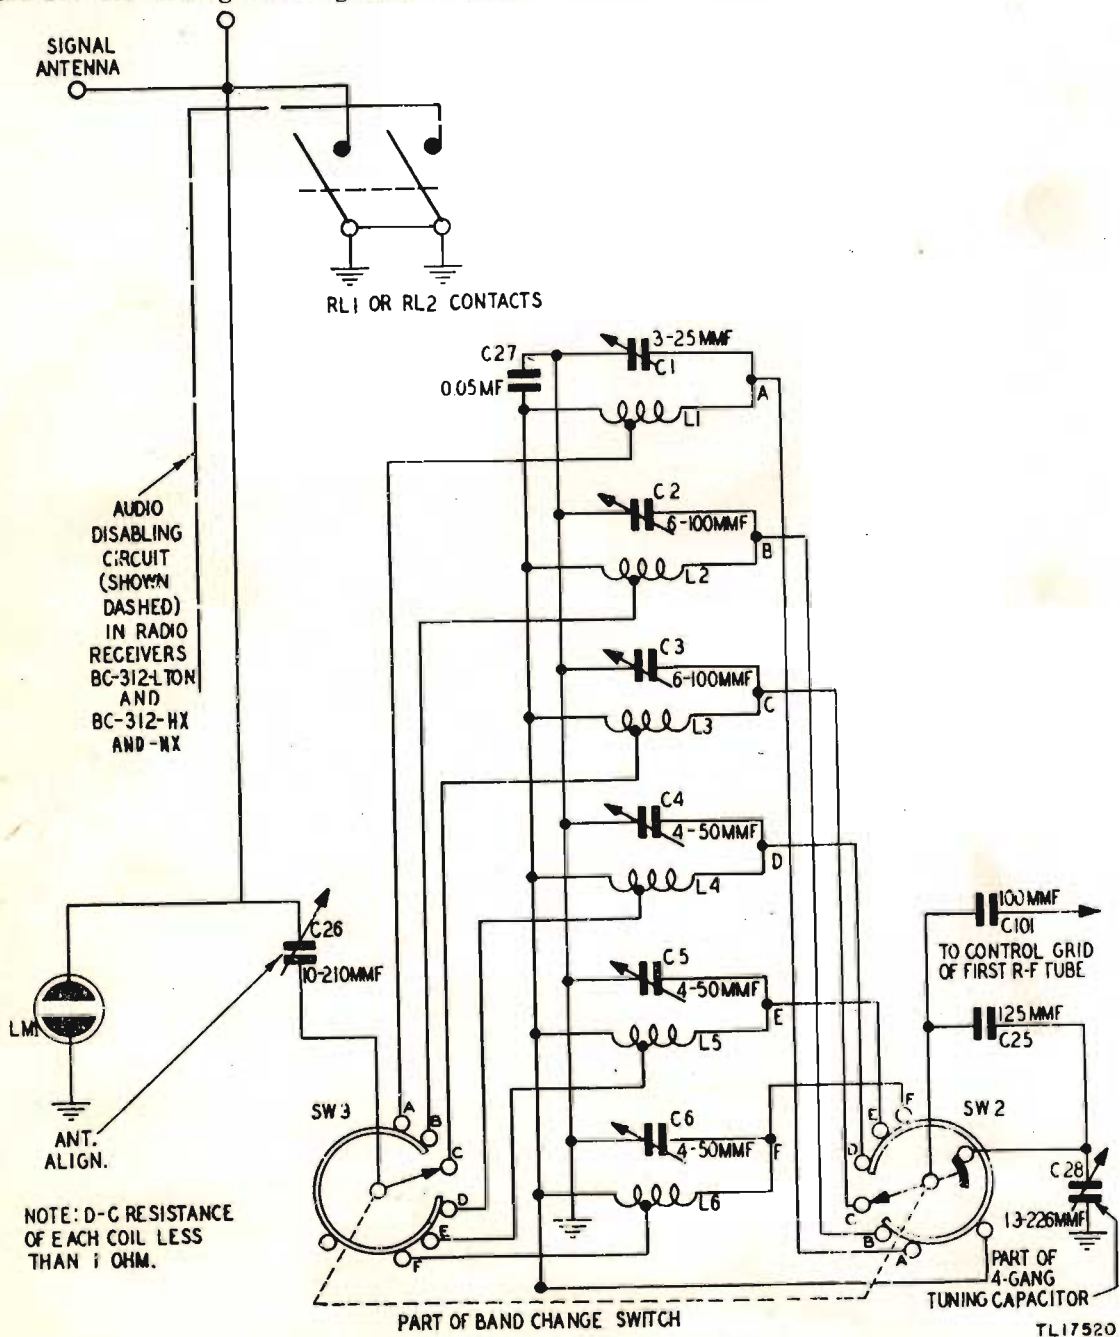 SIGNAL
ANTENNA
RL1 OR RL2 CONTACTS
C27
0.05MF
3-25MMF
C1
A
L1
AUDIO
DISABLING
CIRCUIT
(SHOWN
DASHED)
IN RADIO
RECEIVERS
BC-312-LTON
AND
BC-312-HX
AND-NX
C2
6-100MMF
B
L2
C3
6-100MMF
C
L3
C4
4-50MMF
D
L4
C26
10-210MMF
100MMF
C101
TO CONTROL GRID
OF FIRST R-F TUBE
C5
4-50MMF
E
L5
125MMF
C25
LM1
ANT.
ALIGN.
SW3
A
B
C
D
E
F
C6
4-50MMF
F
L6
F
E
D
C
B
A
SW2
C28
13-226MMF
NOTE: D-C RESISTANCE
OF EACH COIL LESS
THAN 1 OHM.
PART OF
4-GANG
TUNING CAPACITOR
PART OF BAND CHANGE SWITCH
TL17520